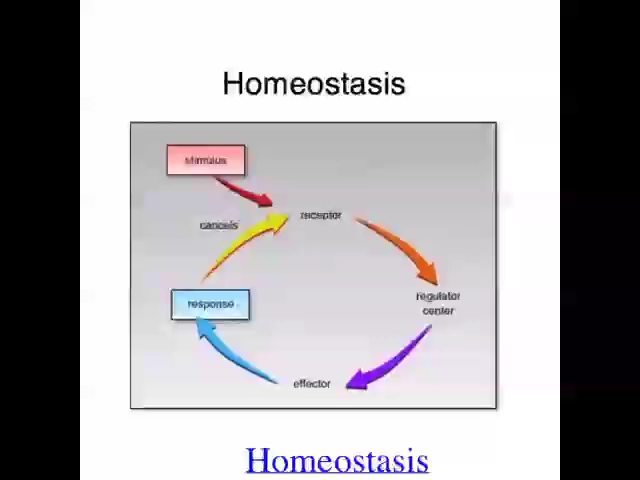 Homeostasis
stimulus
receptor
cancels
regulator
center
response
effector
Homeostasis